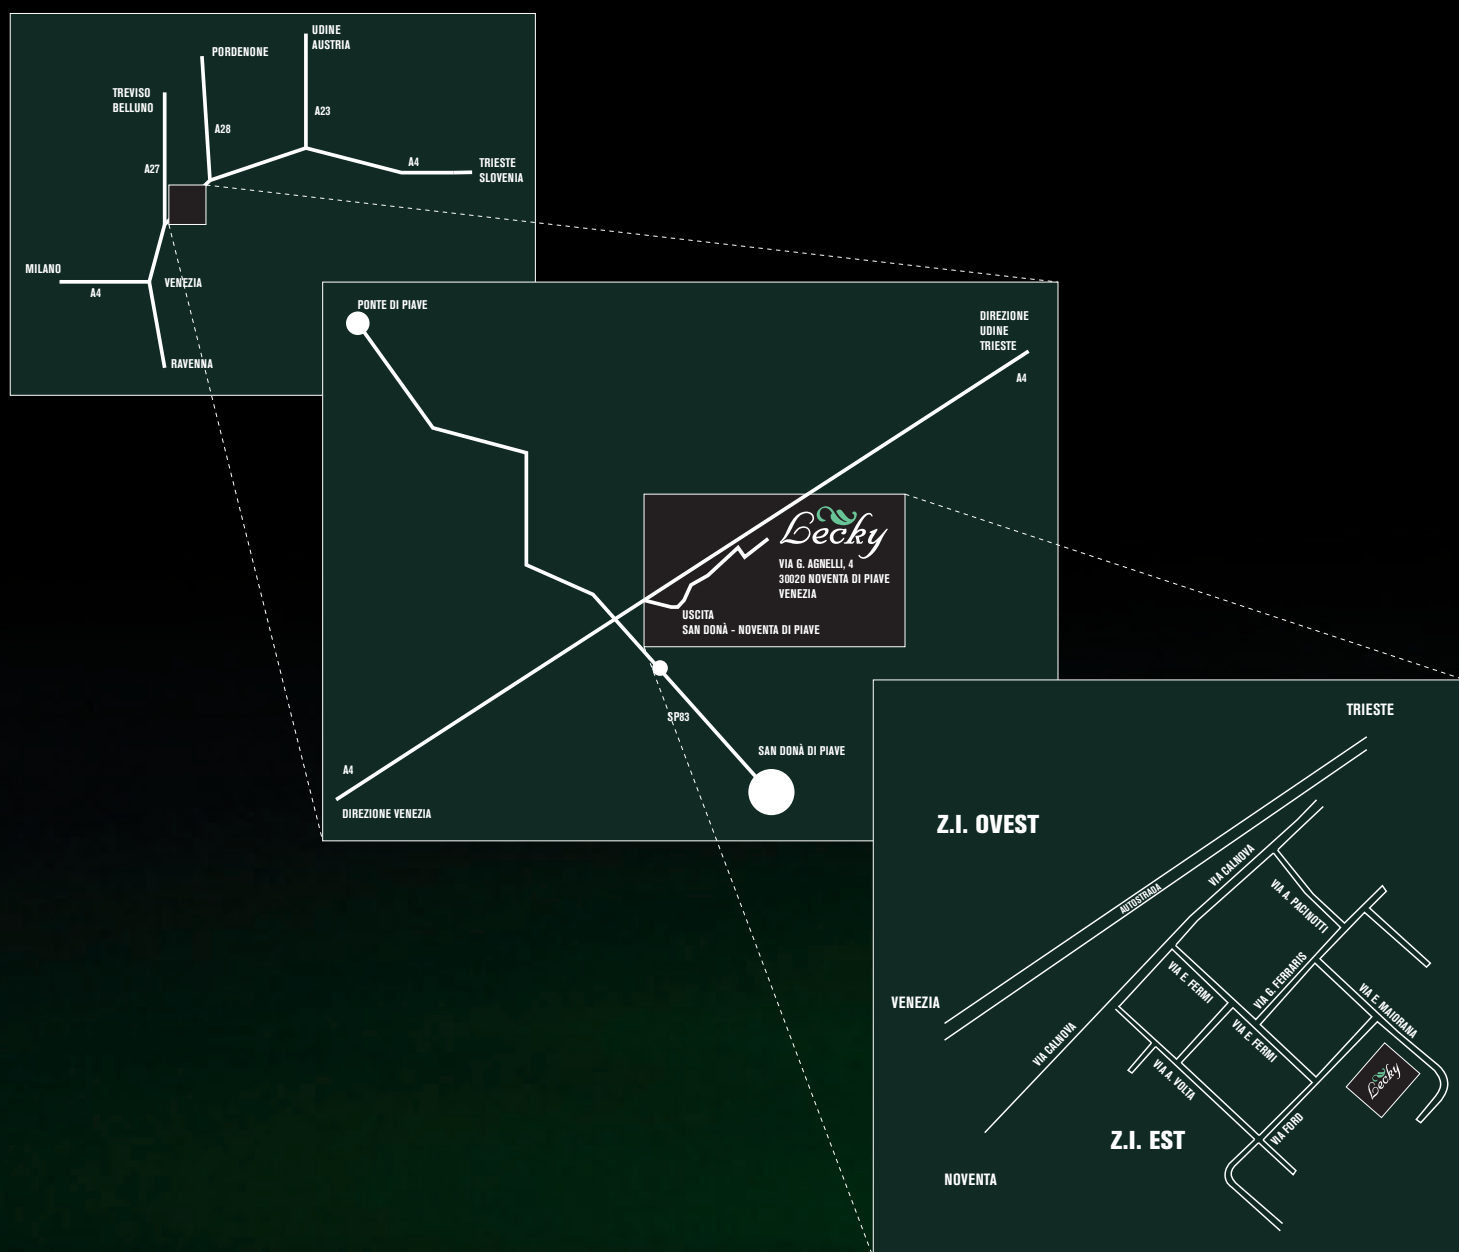 UDINE
AUSTRIA
PORDENONE
TREVISO
BELLUNO
A23
A28
A27
A4
TRIESTE
SLOVENIA
MILANO
A4
VENEZIA
RAVENNA
PONTE DI PIAVE
DIREZIONE
UDINE
TRIESTE
A4
Lecky
VIA G. AGNELLI, 4
30020 NOVENTA DI PIAVE
VENEZIA
USCITA
SAN DONÀ - NOVENTA DI PIAVE
SP83
SAN DONÀ DI PIAVE
A4
DIREZIONE VENEZIA
TRIESTE
Z.I. OVEST
VIA CALNOVA
AUTOSTRADA
VIA A. PACINOTTI
VIA E. FERMI
VIA G. FERRARIS
VIA E. MAIORANA
VENEZIA
VIA CALNOVA
VIA E. FERMI
VIA A. VOLTA
Lecky
VIA FORD
Z.I. EST
NOVENTA